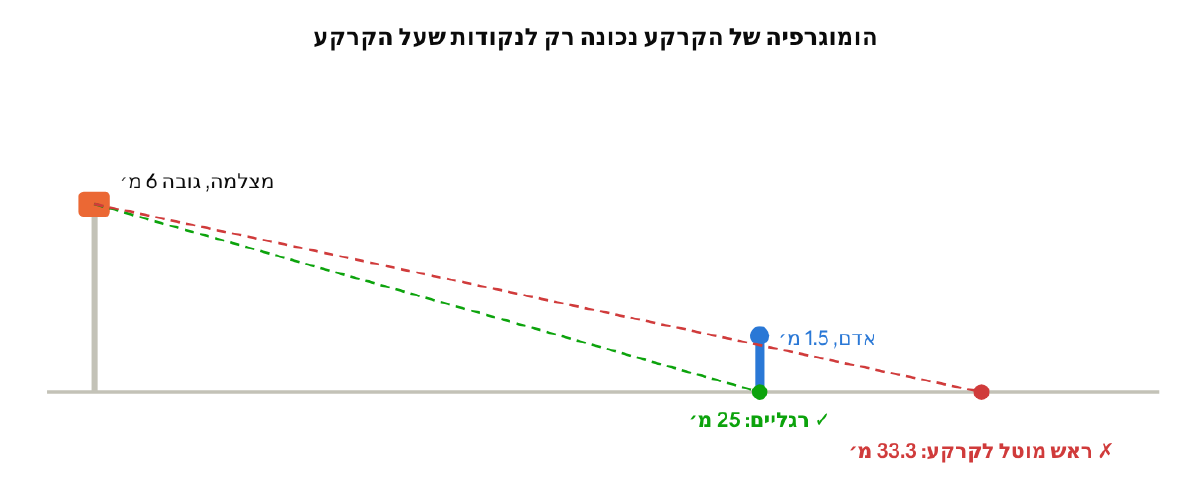 הומוגרפיה של הקרקע נכונה רק לנקודות שעל הקרקע
מצלמה, גובה 6 מ׳
אדם, 1.5 מ׳
✓ רגליים: 25 מ׳
✗ ראש מוטל לקרקע: 33.3 מ׳